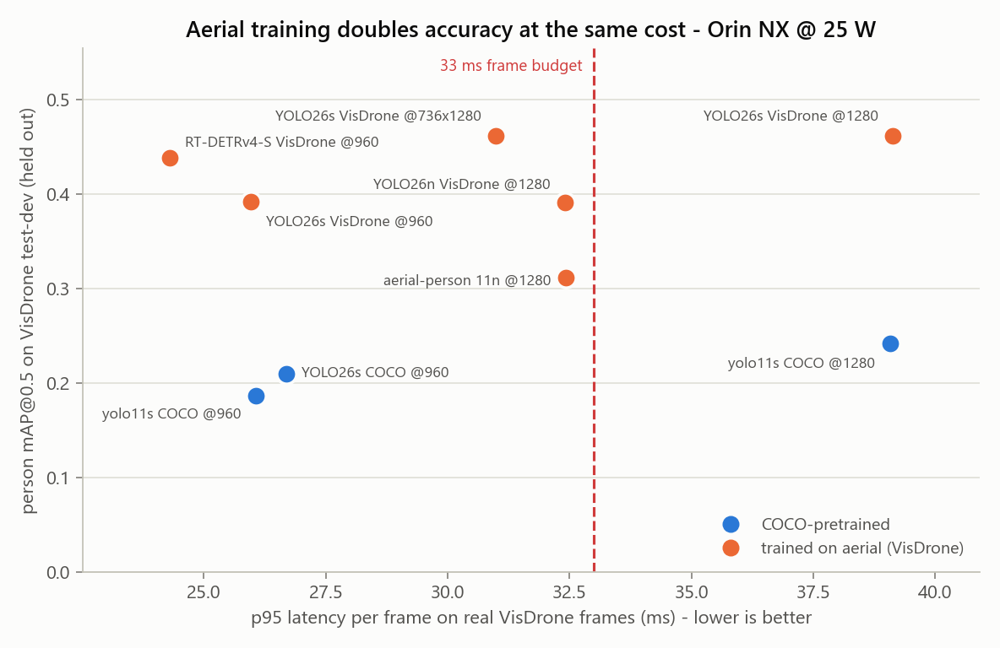 Aerial training doubles accuracy at the same cost - Orin NX @ 25 W
33 ms frame budget
YOLO26s VisDrone @736x1280
YOLO26s VisDrone @1280
RT-DETRv4-S VisDrone @960
YOLO26n VisDrone @1280
YOLO26s VisDrone @960
aerial-person 11n @1280
yolo11s COCO @1280
YOLO26s COCO @960
yolo11s COCO @960
person mAP@0.5 on VisDrone test-dev (held out)
0.5
0.4
0.3
0.2
0.1
0.0
COCO-pretrained
trained on aerial (VisDrone)
25.0 27.5 30.0 32.5 35.0 37.5 40.0
p95 latency per frame on real VisDrone frames (ms) - lower is better